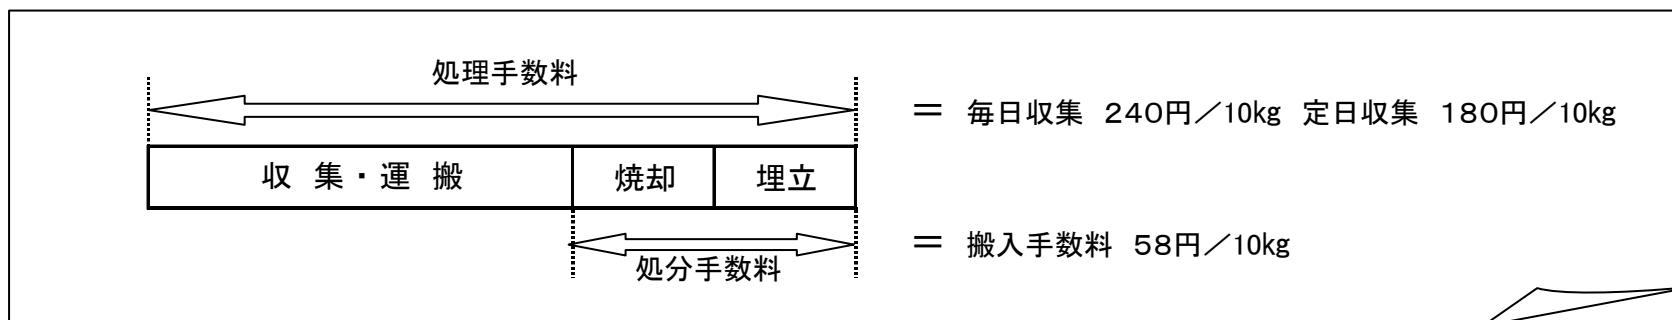 処理手数料
＝ 毎日収集 240円／10kg 定日収集 180円／10kg
収 集・運 搬 焼却 埋立
＝ 搬入手数料 58円／10kg
処分手数料